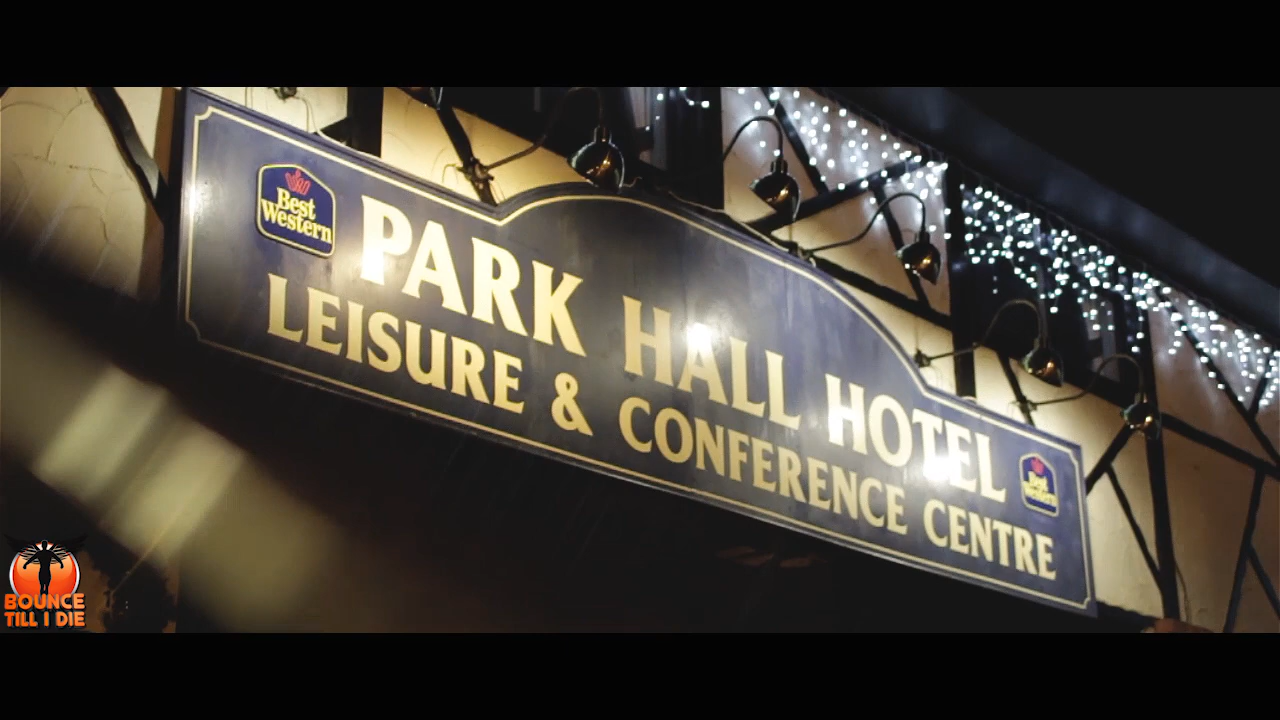 Best
Western
PARK HALL HOTEL
LEISURE & CONFERENCE CENTRE
Best
Western
BOUNCE
TILL I DIE